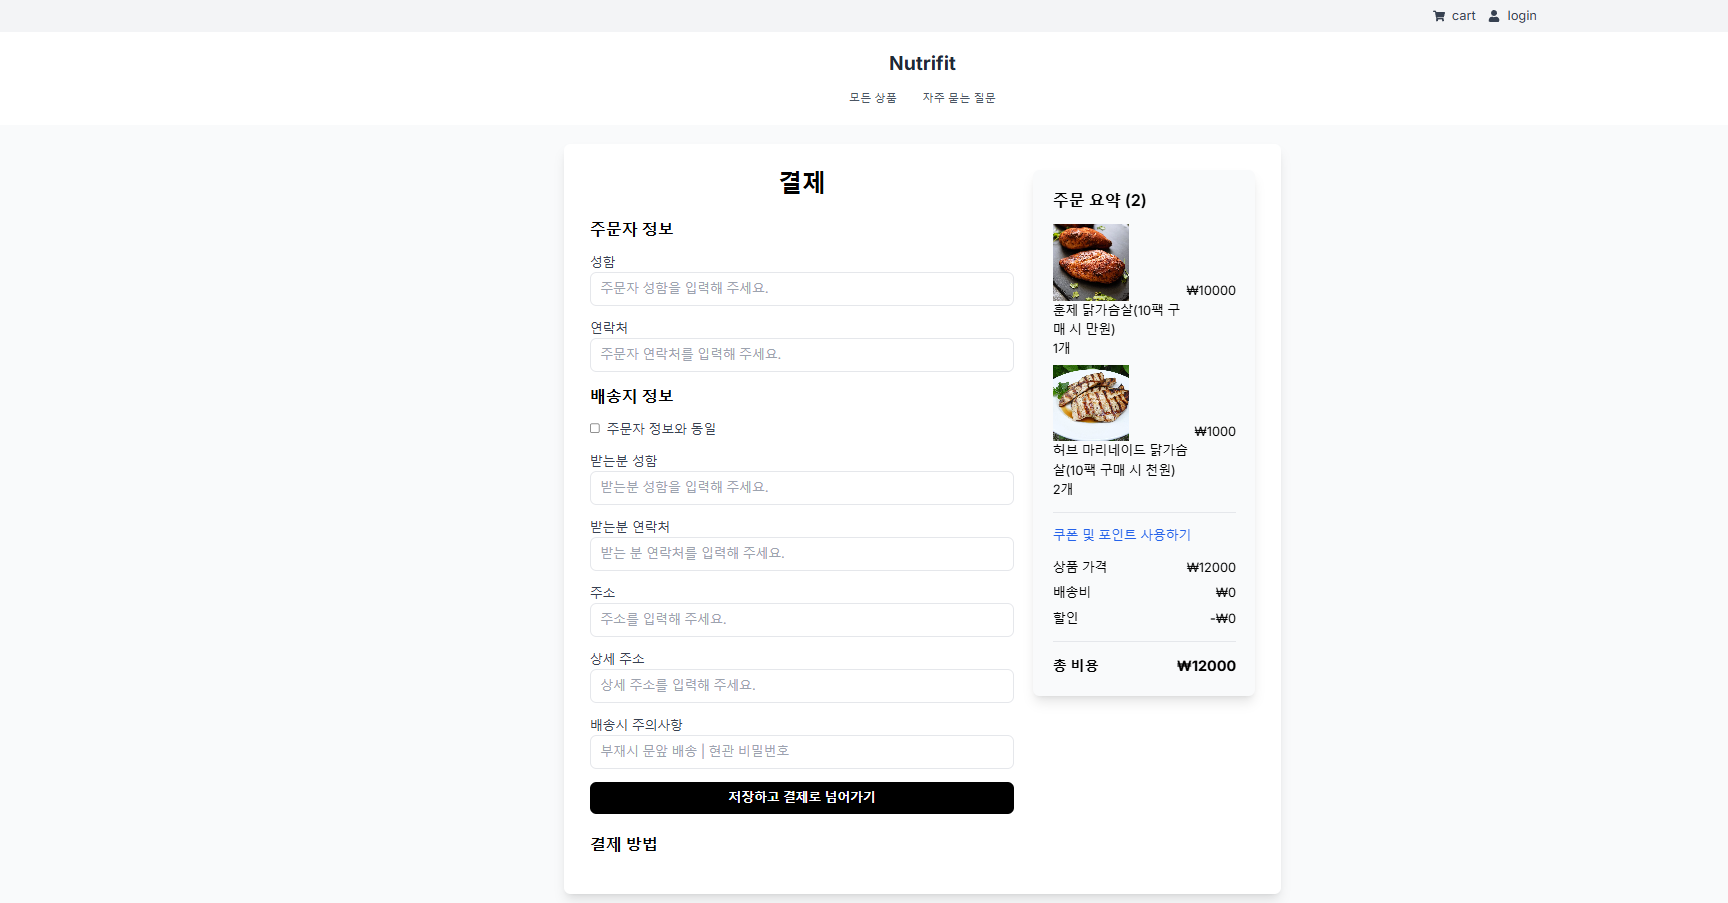 cart login
Nutrifit
모든 상품 자주 묻는 질문
결제
주문자 정보
성함
주문자 성함을 입력해 주세요.
연락처
주문자 연락처를 입력해 주세요.
배송지 정보
주문자 정보와 동일
받는분 성함
받는분 성함을 입력해 주세요.
받는분 연락처
받는 분 연락처를 입력해 주세요.
주소
주소를 입력해 주세요.
상세 주소
상세 주소를 입력해 주세요.
배송시 주의사항
부재시 문앞 배송 | 현관 비밀번호
저장하고 결제로 넘어가기
결제 방법
주문 요약 (2)
₩10000
훈제 닭가슴살(10팩 구
매 시 만원)
1개
₩1000
허브 마리네이드 닭가슴
살(10팩 구매 시 천원)
2개
쿠폰 및 포인트 사용하기
상품 가격 ₩12000
배송비 ₩0
할인 -₩0
총 비용 ₩12000